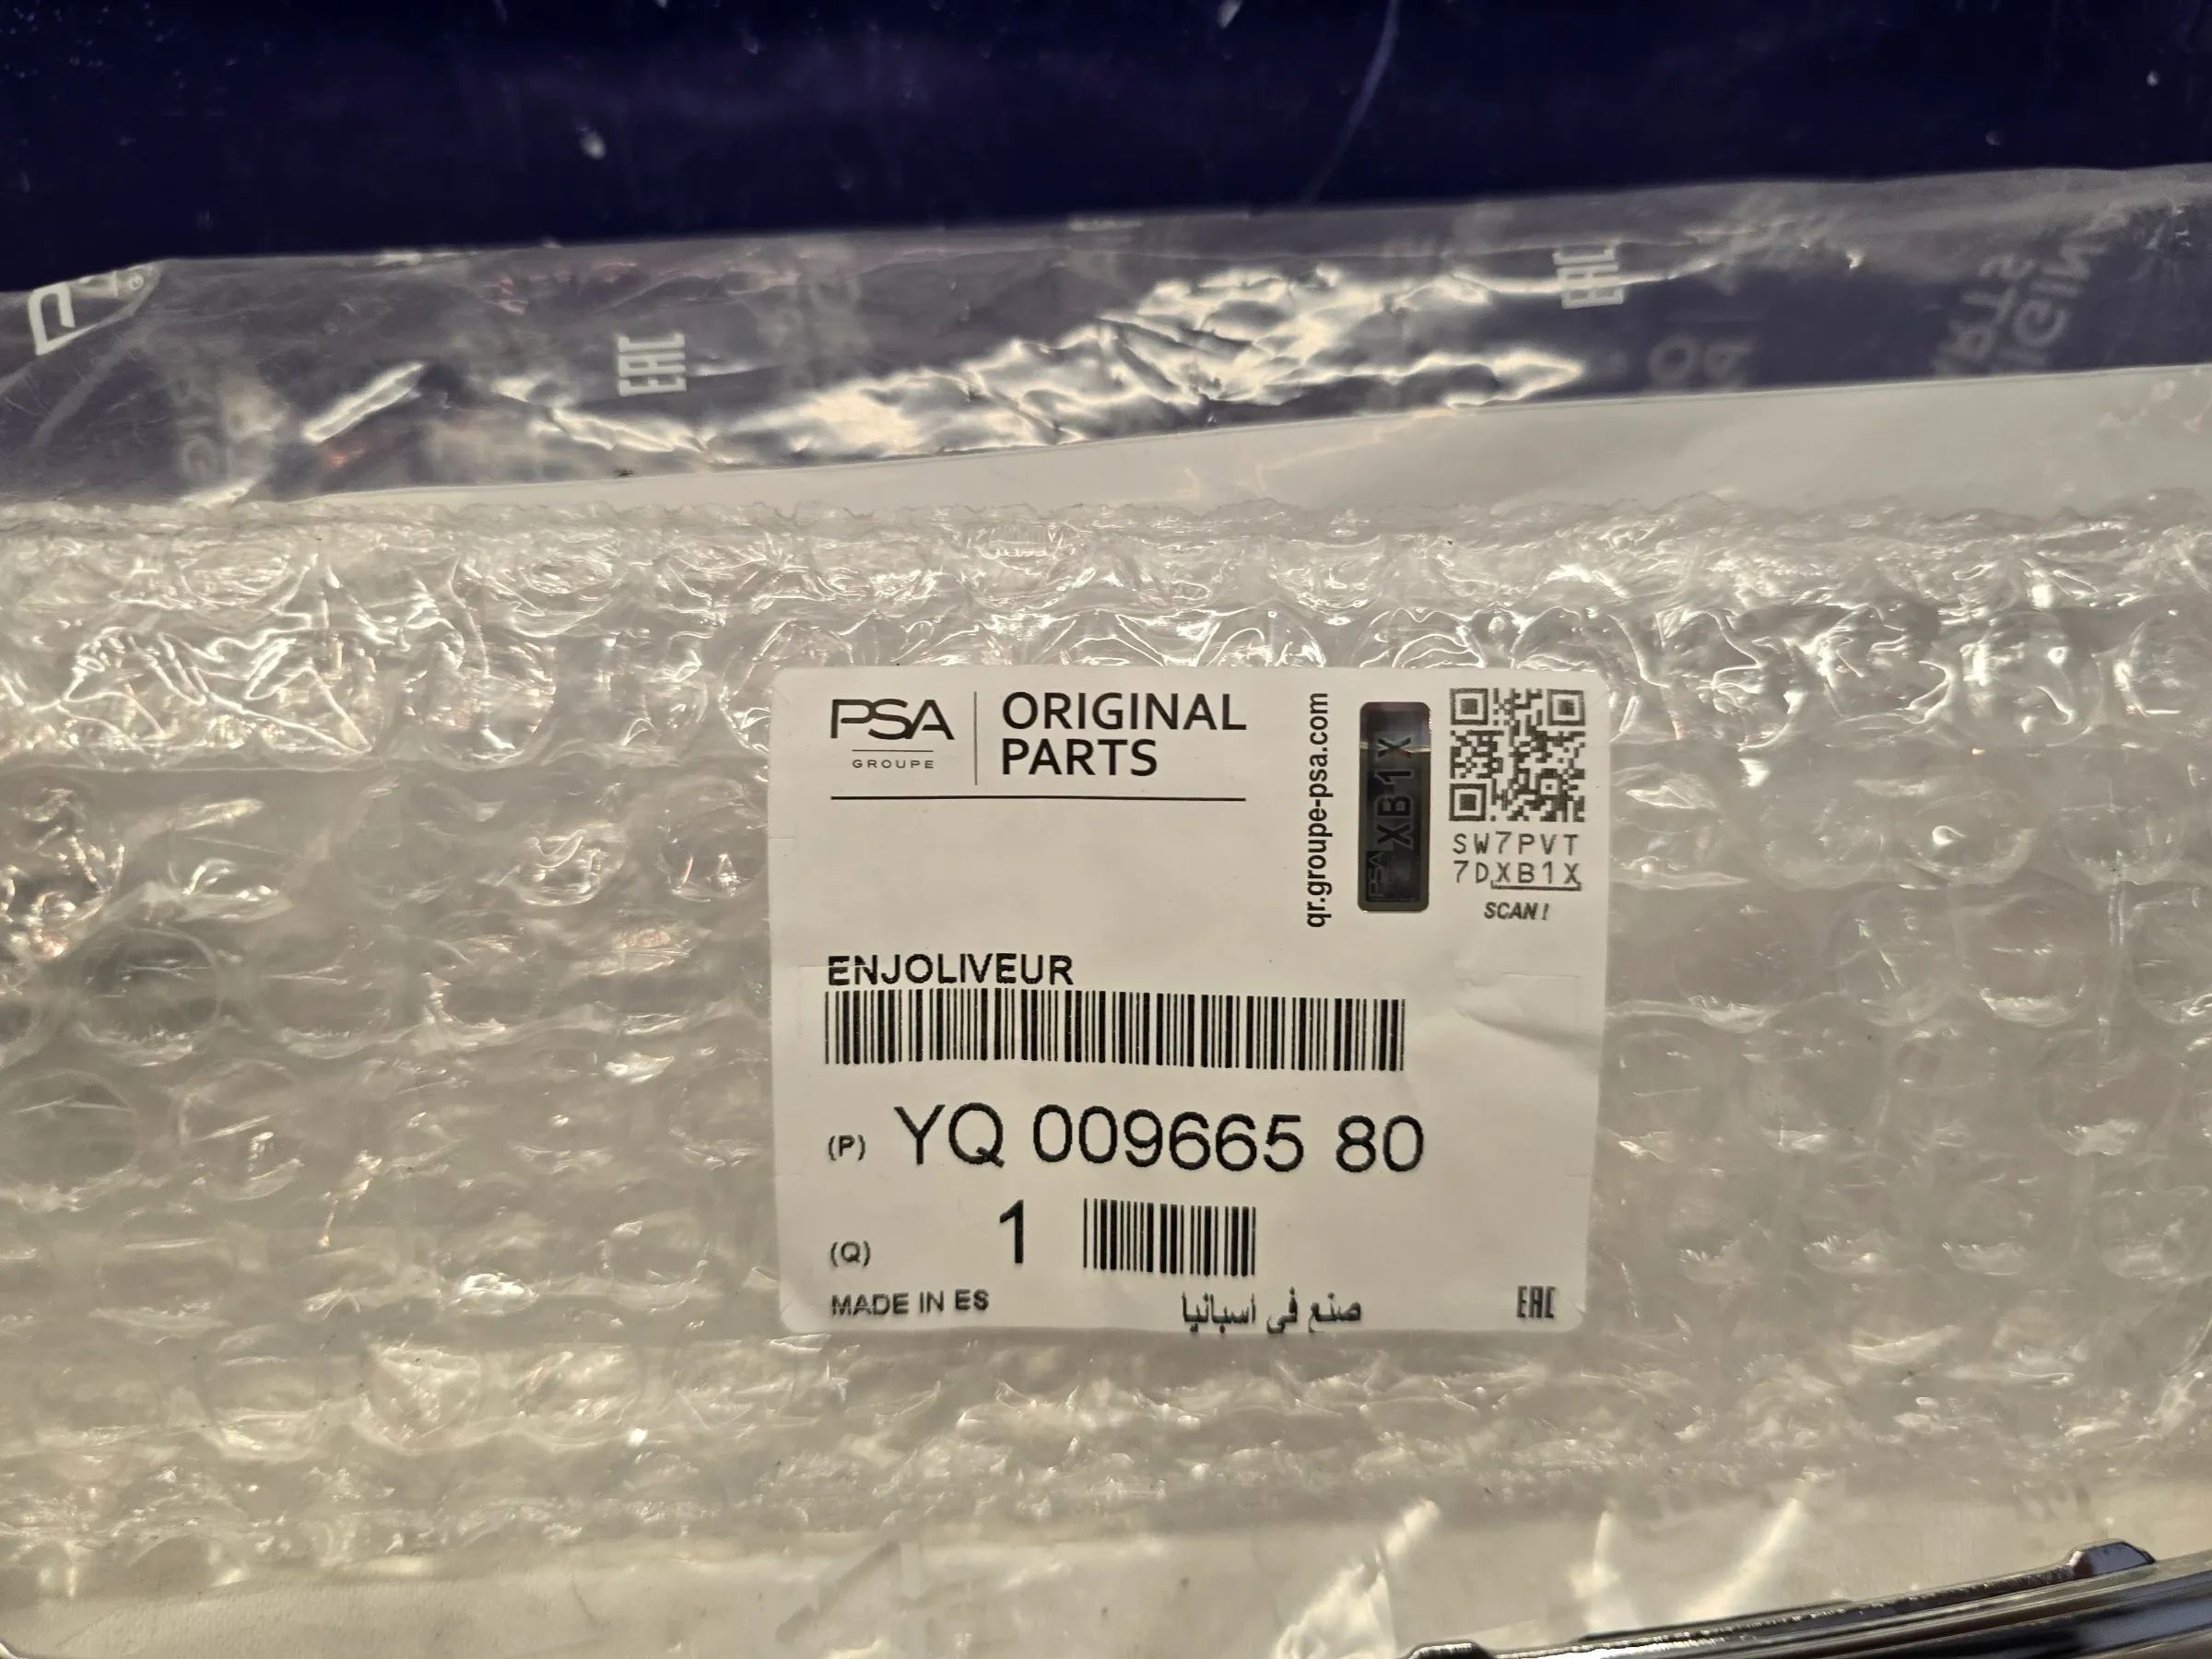 EAC
EAC
PSA
GROUPE
ORIGINAL
PARTS
qr.groupe-psa.com
PSA XB1X
SW7PVT
7DXB1X
SCAN!
ENJOLIVEUR
(P) YQ 009665 80
(Q) 1
MADE IN ES
صنع في اسبانيا
EAC